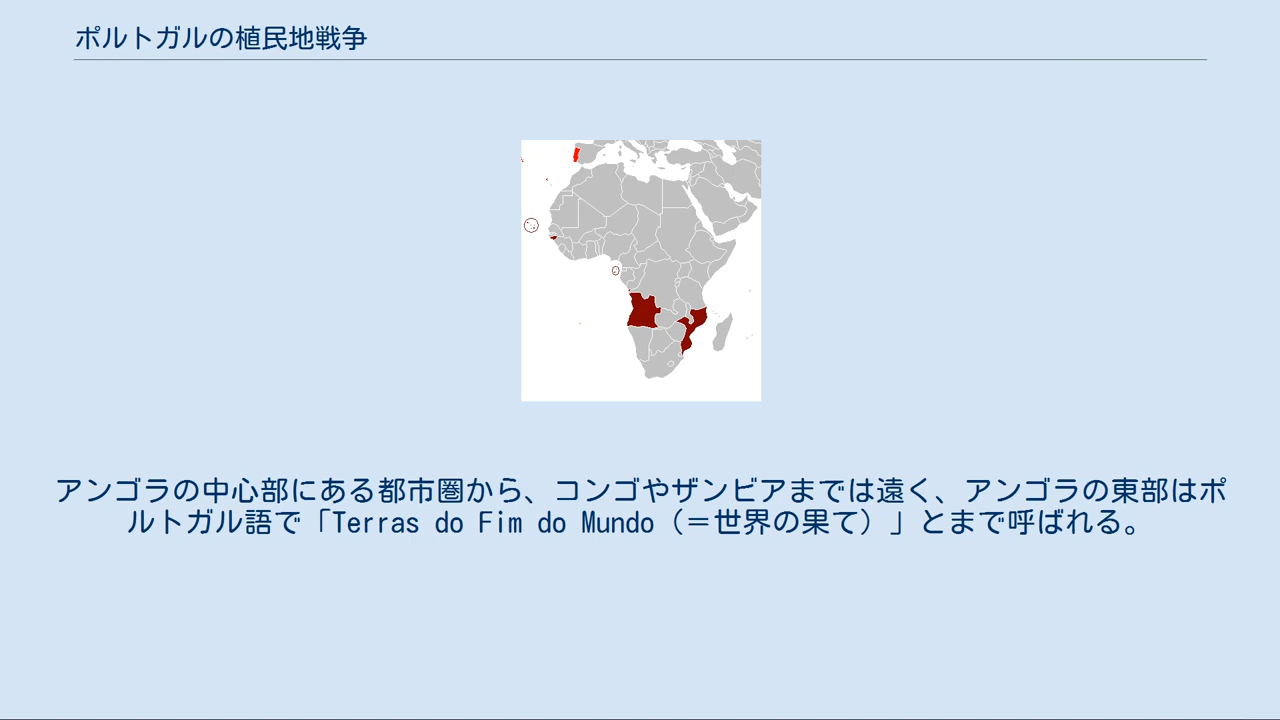 ポルトガルの植民地戦争
アンゴラの中心部にある都市圏から、コンゴやザンビアまでは遠く、アンゴラの東部はポ
ルトガル語で「Terras do Fim do Mundo（＝世界の果て）」とまで呼ばれる。